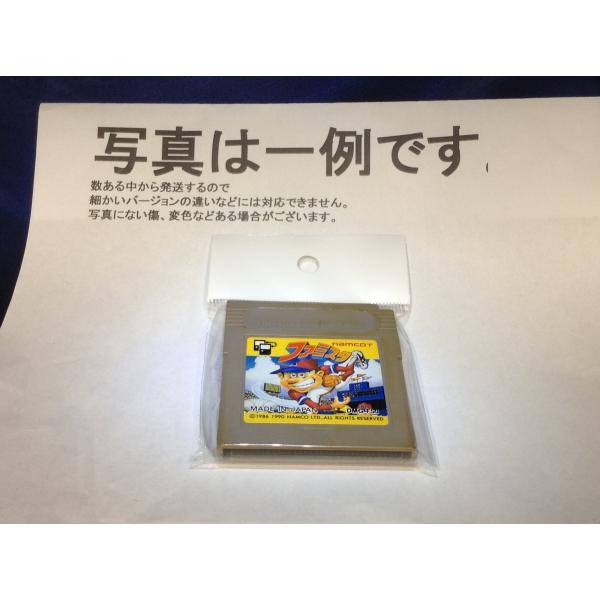 写真は一例です。
数ある中から発送するので
細かいバージョンの違いなどには対応できません。
写真にない傷、変色などある場合がございます。
ファミスタ
namcot
MADE IN JAPAN
©1986 1990 NAMCO LTD., ALL RIGHTS RESERVED